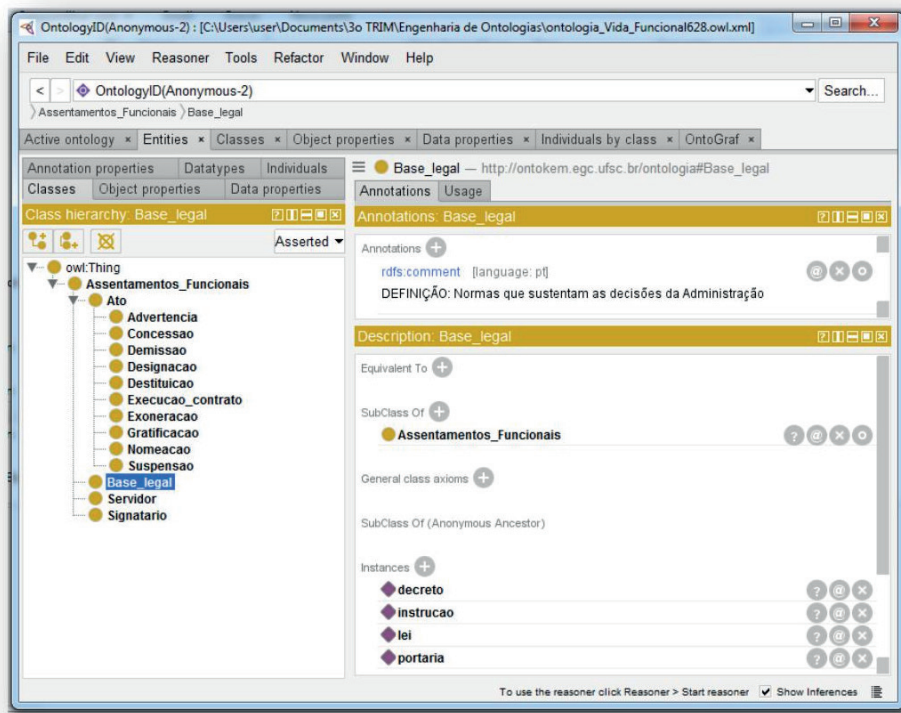 OntologyID(Anonymous-2) : [C:\Users\user\Documents\3o TRIM\Engenharia de Ontologias\ontologia_Vida_Funcional628.owl.xml]
File Edit View Reasoner Tools Refactor Window Help
< > OntologyID(Anonymous-2) Search...
Assentamentos_Funcionais Base_legal
Active ontology × Entities × Classes × Object properties × Data properties × Individuals by class × OntoGraf ×
Annotation properties Datatypes Individuals
Classes Object properties Data properties
Class hierarchy: Base_legal
Asserted
owl:Thing
Assentamentos_Funcionais
Ato
Advertencia
Concessao
Demissao
Designacao
Destituicao
Execucao_contrato
Exoneracao
Gratificacao
Nomeacao
Suspensao
Base_legal
Servidor
Signatario
Base_legal — http://ontokem.egc.ufsc.br/ontologia#Base_legal
Annotations Usage
Annotations: Base_legal
Annotations
rdfs:comment [language: pt]
DEFINIÇÃO: Normas que sustentam as decisões da Administração
Description: Base_legal
Equivalent To
SubClass Of
Assentamentos_Funcionais
General class axioms
SubClass Of (Anonymous Ancestor)
Instances
decreto
instrucao
lei
portaria
To use the reasoner click Reasoner > Start reasoner Show Inferences